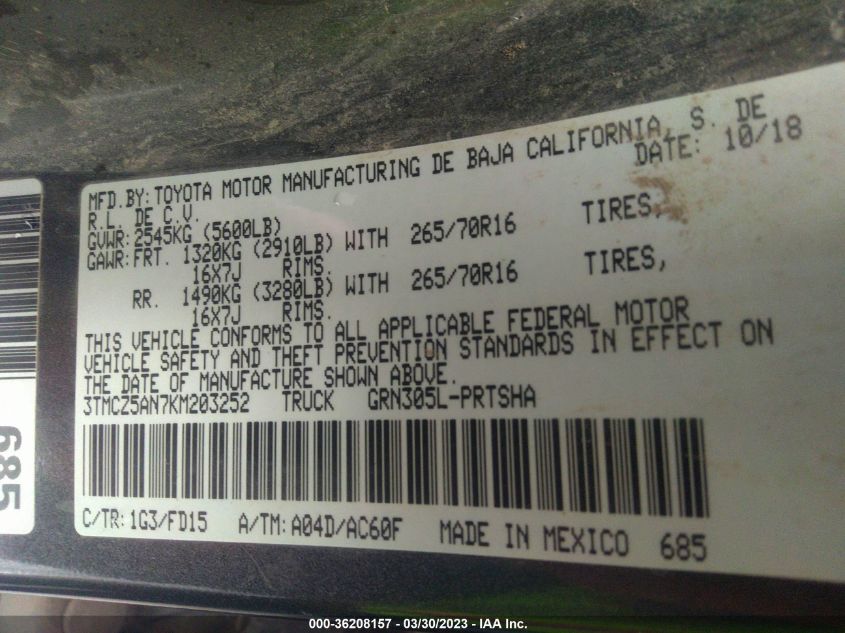 MFD.BY: TOYOTA MOTOR MANUFACTURING DE BAJA CALIFORNIA, S. DE
R.L. DE C.V. DATE: 10/18
GVWR: 2545KG (5600LB)
GAWR: FRT. 1320KG (2910LB) WITH 265/70R16 TIRES,
16X7J RIMS.
RR. 1490KG (3280LB) WITH 265/70R16 TIRES,
16X7J RIMS.
THIS VEHICLE CONFORMS TO ALL APPLICABLE FEDERAL MOTOR
VEHICLE SAFETY AND THEFT PREVENTION STANDARDS IN EFFECT ON
THE DATE OF MANUFACTURE SHOWN ABOVE.
3TMCZ5AN7KM203252 TRUCK GRN305L-PRTSHA
C/TR: 1G3/FD15 A/TM: A04D/AC60F MADE IN MEXICO 685
685
000-36208157 - 03/30/2023 - IAA Inc.